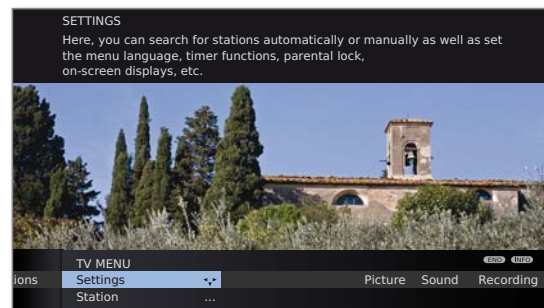 SETTINGS
Here, you can search for stations automatically or manually as well as set
the menu language, timer functions, parental lock,
on-screen displays, etc.
TV MENU
END INFO
ions Settings Picture Sound Recording
Station ...